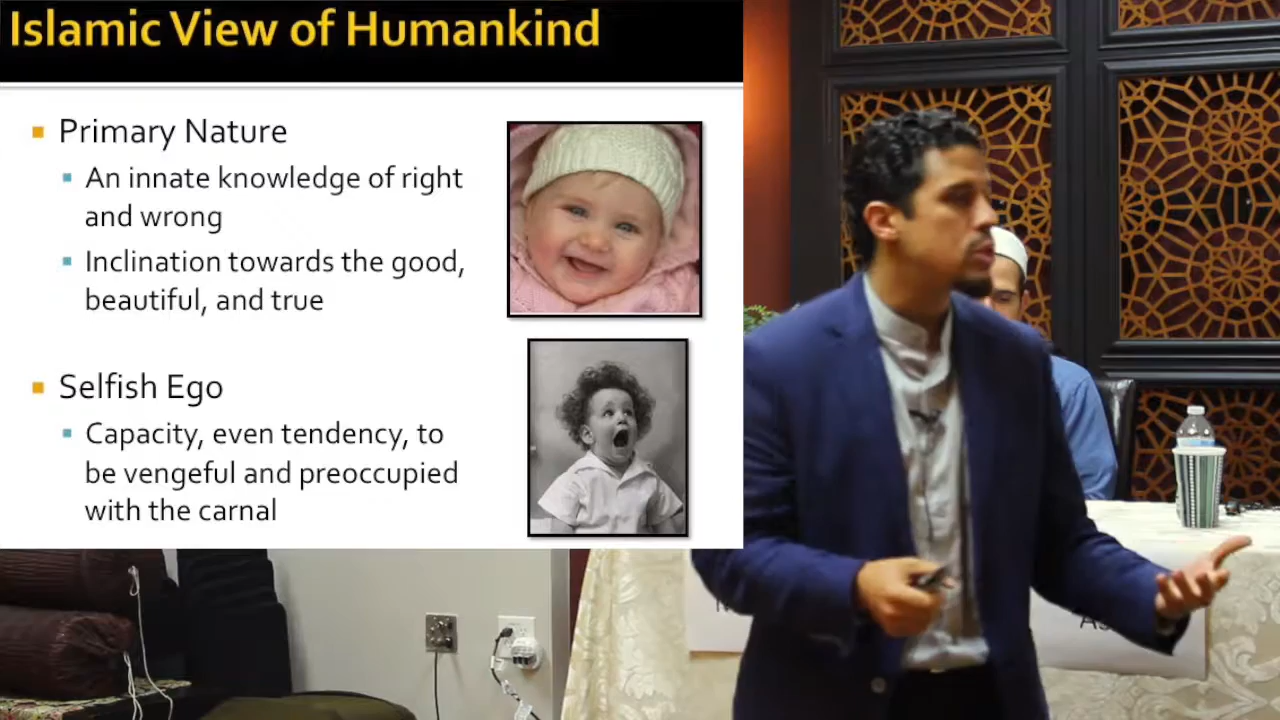 Islamic View of Humankind
Primary Nature
An innate knowledge of right
and wrong
Inclination towards the good,
beautiful, and true
Selfish Ego
Capacity, even tendency, to
be vengeful and preoccupied
with the carnal